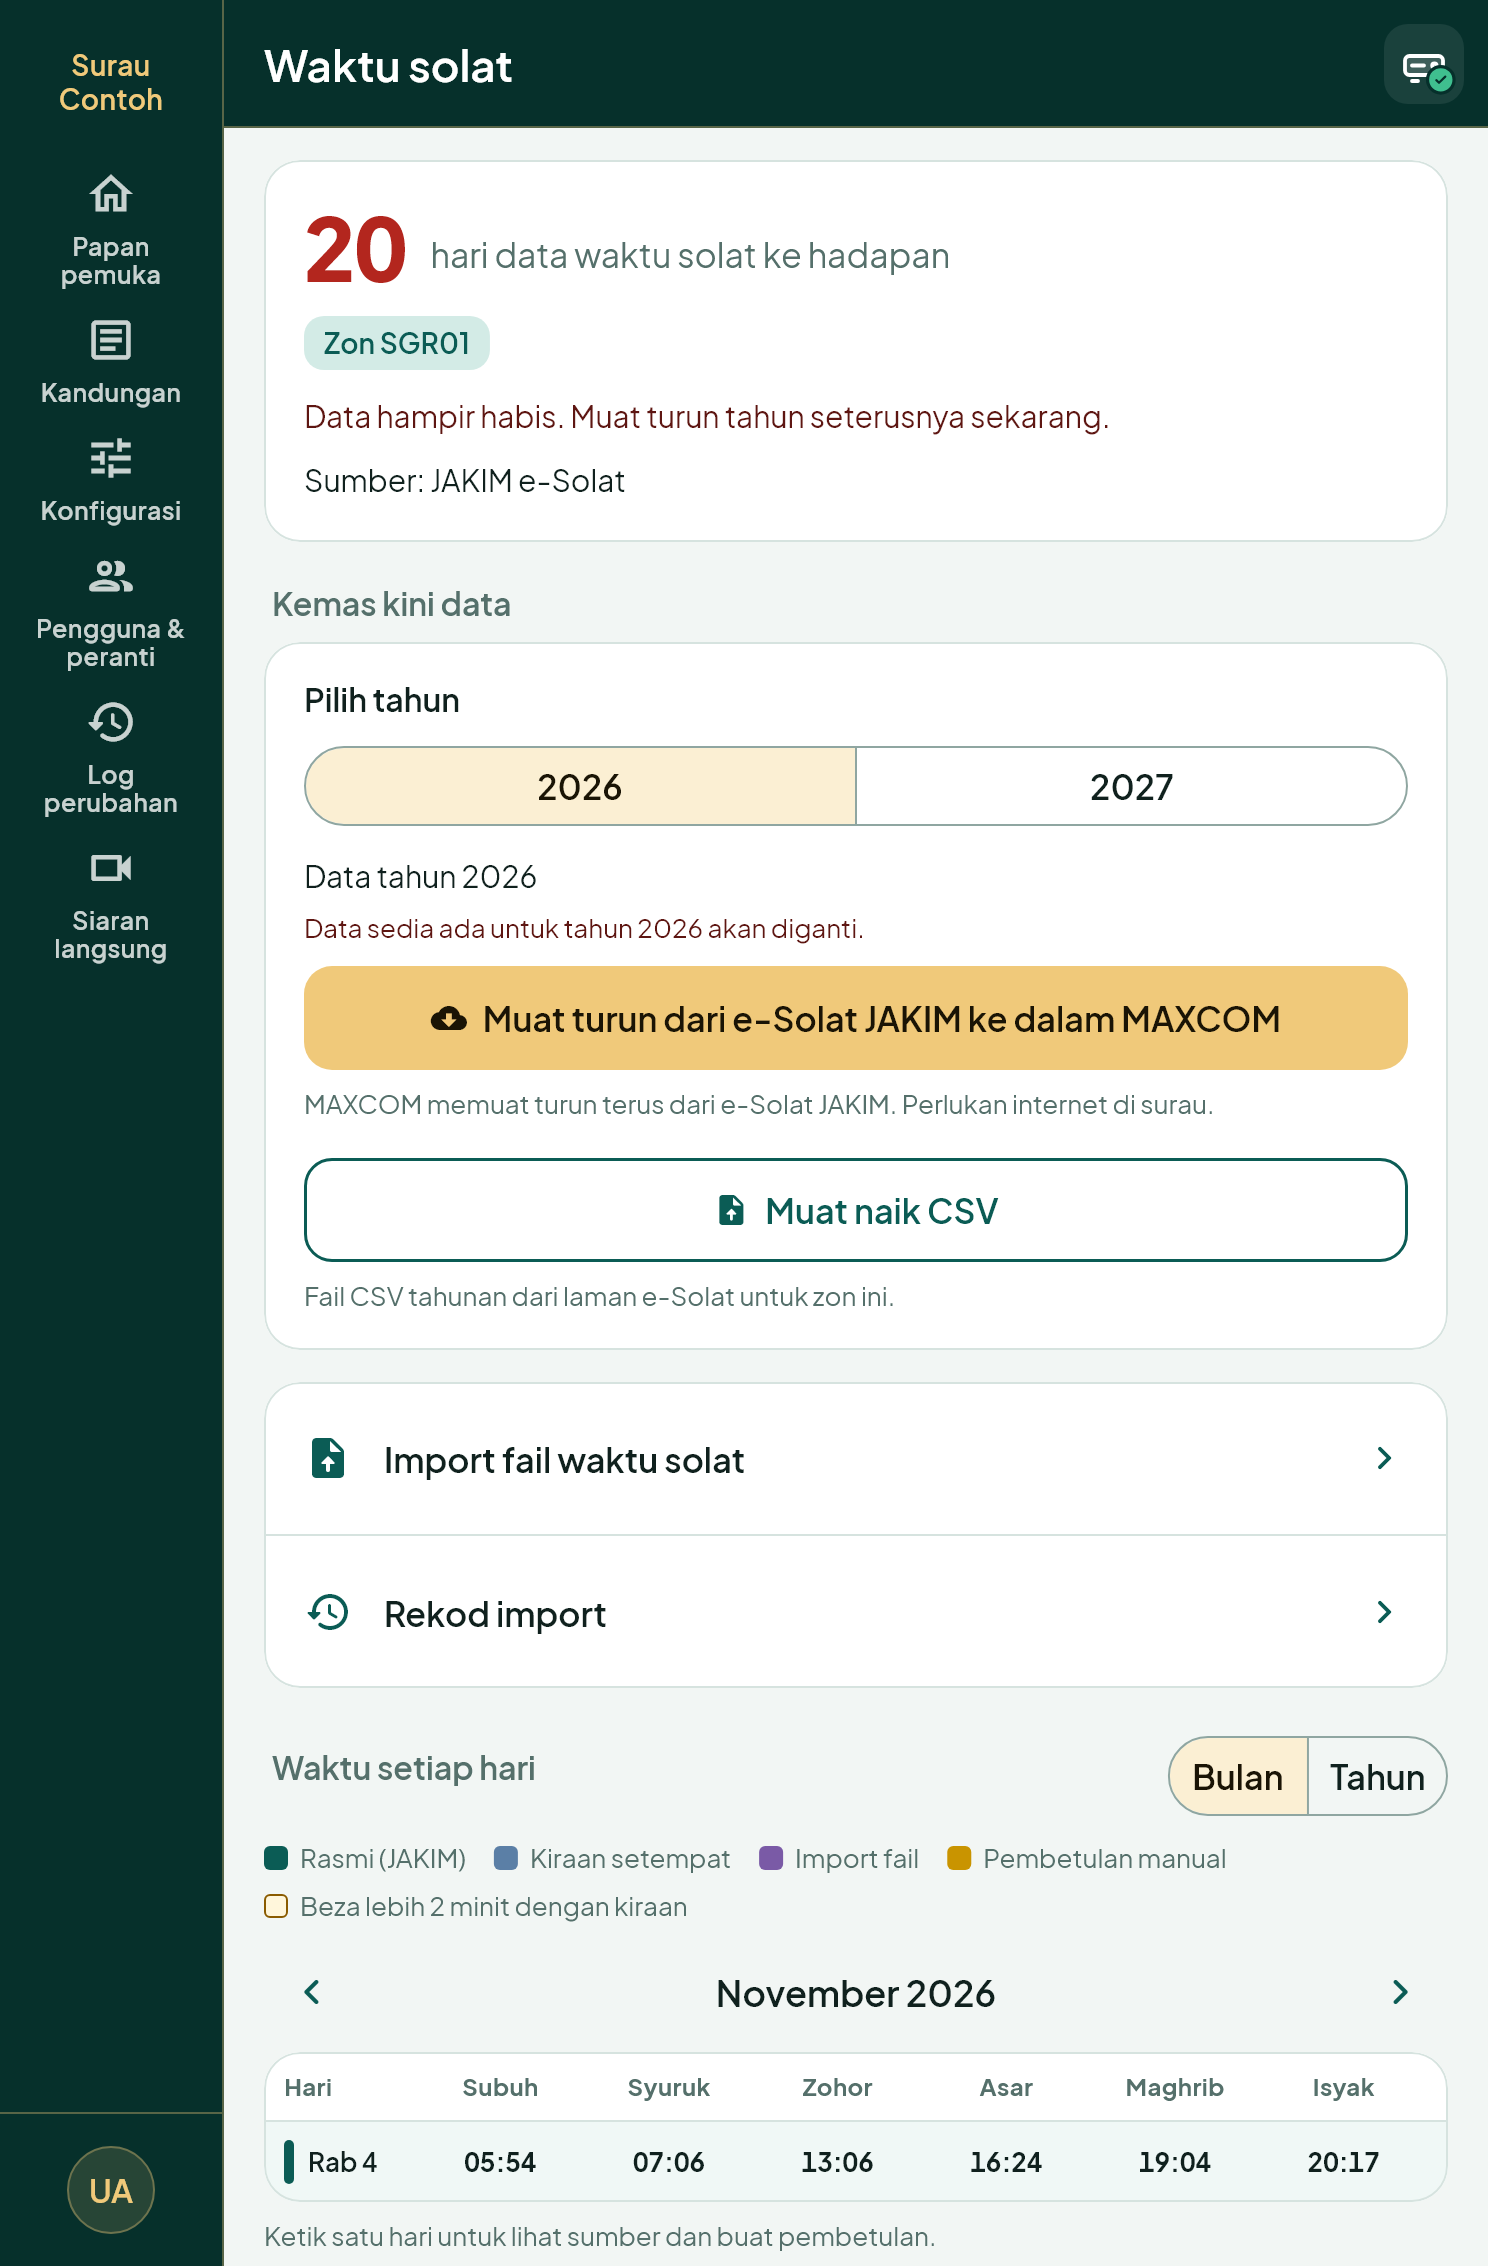 Surau
Contoh
Papan
pemuka
Kandungan
Konfigurasi
Pengguna &
peranti
Log
perubahan
Siaran
langsung
UA
Waktu solat
20 hari data waktu solat ke hadapan
Zon SGR01
Data hampir habis. Muat turun tahun seterusnya sekarang.
Sumber: JAKIM e-Solat
Kemas kini data
Pilih tahun
2026 2027
Data tahun 2026
Data sedia ada untuk tahun 2026 akan diganti.
Muat turun dari e-Solat JAKIM ke dalam MAXCOM
MAXCOM memuat turun terus dari e-Solat JAKIM. Perlukan internet di surau.
Muat naik CSV
Fail CSV tahunan dari laman e-Solat untuk zon ini.
Import fail waktu solat
Rekod import
Waktu setiap hari
Bulan Tahun
Rasmi (JAKIM) Kiraan setempat Import fail Pembetulan manual
Beza lebih 2 minit dengan kiraan
November 2026
Hari Subuh Syuruk Zohor Asar Maghrib Isyak
Rab 4 05:54 07:06 13:06 16:24 19:04 20:17
Ketik satu hari untuk lihat sumber dan buat pembetulan.